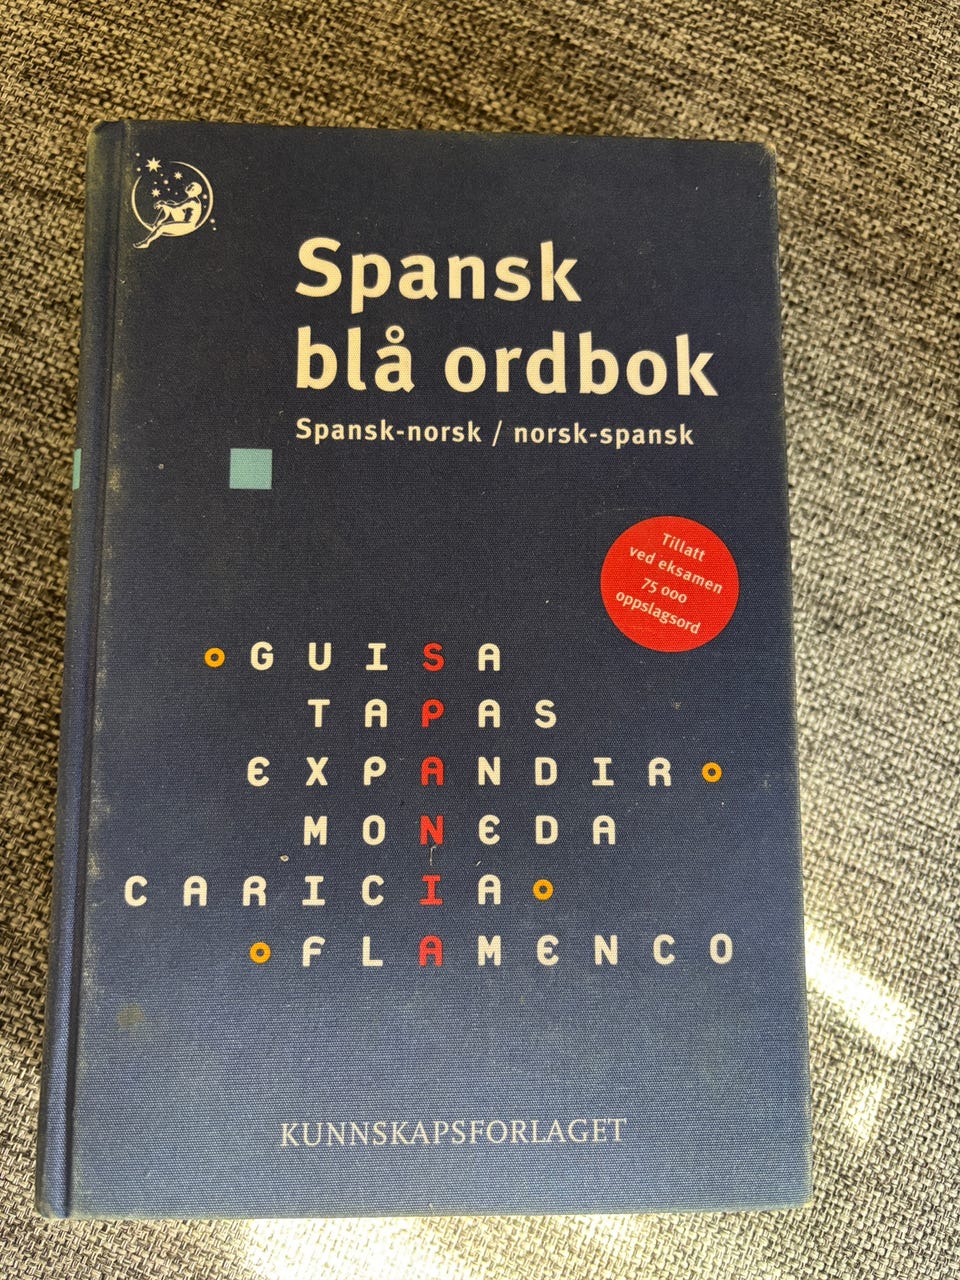 Spansk
blå ordbok
Spansk-norsk / norsk-spansk
Tillatt
ved eksamen
75 000
oppslagsord
GUISA
TAPAS
EXPANDIR
MONEDA
CARICIA
FLAMENCO
KUNNSKAPSFORLAGET